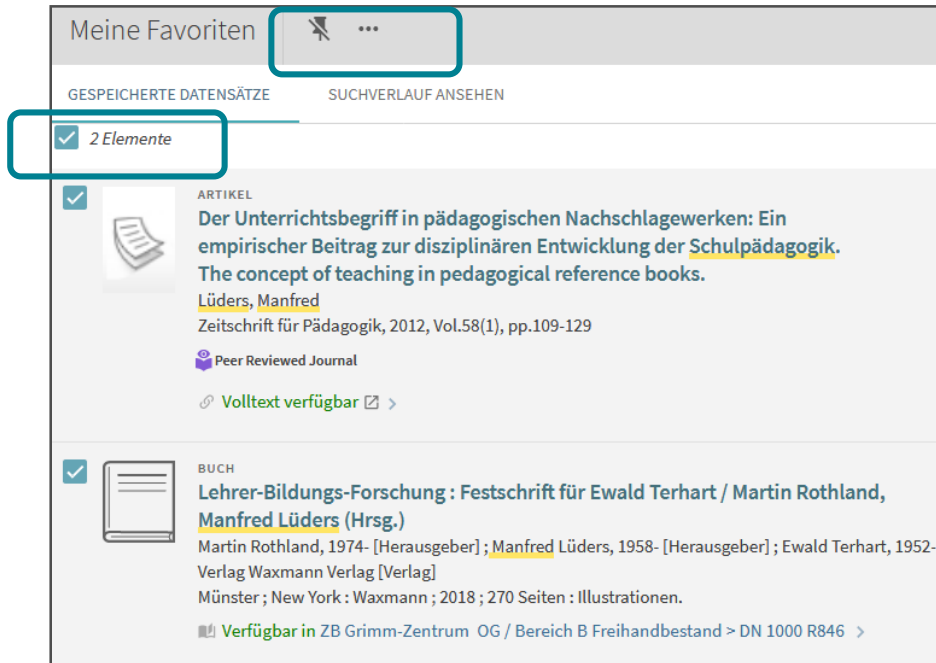 Meine Favoriten
GESPEICHERTE DATENSÄTZE SUCHVERLAUF ANSEHEN
2 Elemente
ARTIKEL
Der Unterrichtsbegriff in pädagogischen Nachschlagewerken: Ein
empirischer Beitrag zur disziplinären Entwicklung der Schulpädagogik.
The concept of teaching in pedagogical reference books.
Lüders, Manfred
Zeitschrift für Pädagogik, 2012, Vol.58(1), pp.109-129
Peer Reviewed Journal
Volltext verfügbar
BUCH
Lehrer-Bildungs-Forschung : Festschrift für Ewald Terhart / Martin Rothland,
Manfred Lüders (Hrsg.)
Martin Rothland, 1974- [Herausgeber] ; Manfred Lüders, 1958- [Herausgeber] ; Ewald Terhart, 1952-
Verlag Waxmann Verlag [Verlag]
Münster ; New York : Waxmann ; 2018 ; 270 Seiten : Illustrationen.
Verfügbar in ZB Grimm-Zentrum OG / Bereich B Freihandbestand > DN 1000 R846 >